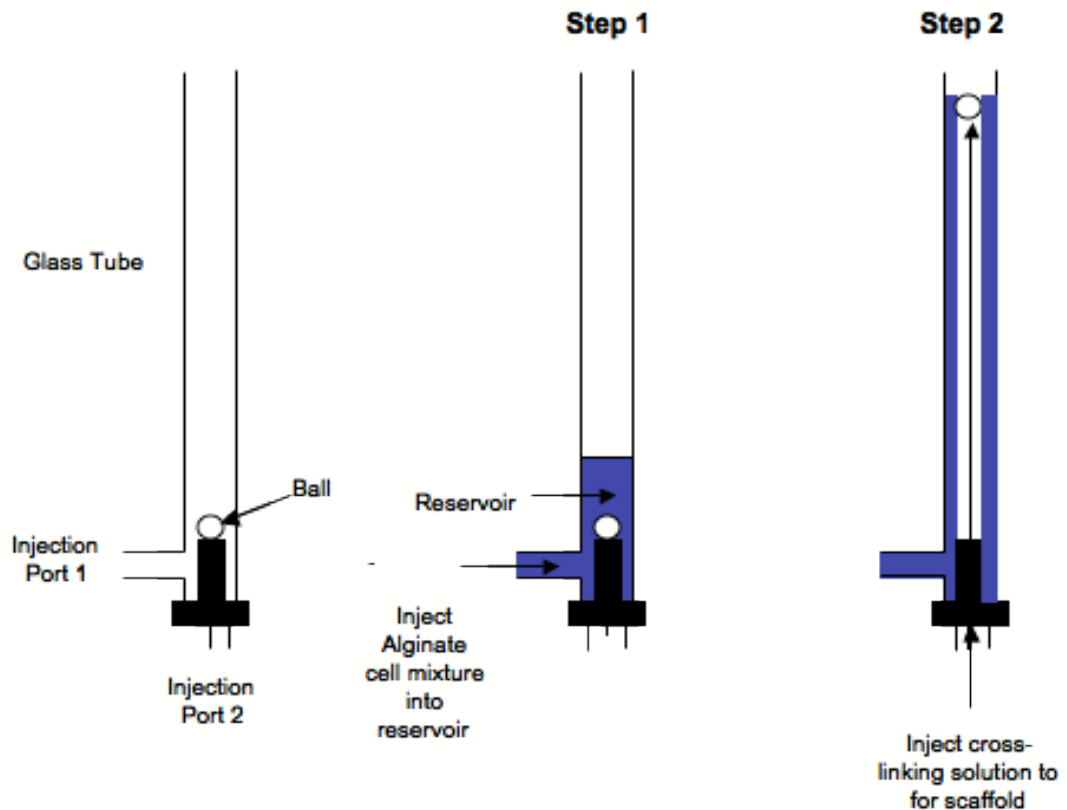 Step 1
Step 2
Glass Tube
Ball
Injection
Port 1
Injection
Port 2
Reservoir
Inject
Alginate
cell mixture
into
reservoir
Inject cross-
linking solution to
for scaffold